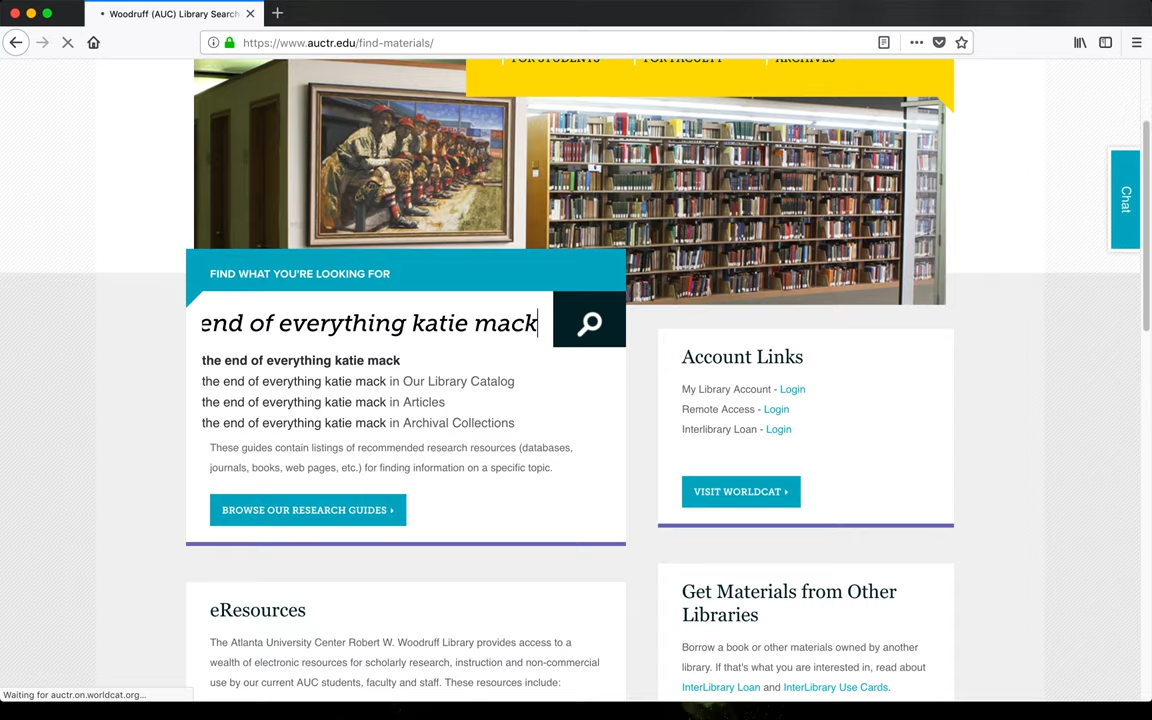 Woodruff (AUC) Library Search
https://www.auctr.edu/find-materials/
FOR STUDENTS
FOR FACULTY
ARCHIVES
Chat
FIND WHAT YOU'RE LOOKING FOR
end of everything katie mack
the end of everything katie mack
the end of everything katie mack in Our Library Catalog
the end of everything katie mack in Articles
the end of everything katie mack in Archival Collections
These guides contain listings of recommended research resources (databases,
journals, books, web pages, etc.) for finding information on a specific topic.
BROWSE OUR RESEARCH GUIDES
Account Links
My Library Account - Login
Remote Access - Login
Interlibrary Loan - Login
VISIT WORLDCAT
eResources
The Atlanta University Center Robert W. Woodruff Library provides access to a
wealth of electronic resources for scholarly research, instruction and non-commercial
use by our current AUC students, faculty and staff. These resources include:
Get Materials from Other
Libraries
Borrow a book or other materials owned by another
library. If that's what you are interested in, read about
InterLibrary Loan and InterLibrary Use Cards.
Waiting for auctr.on.worldcat.org...